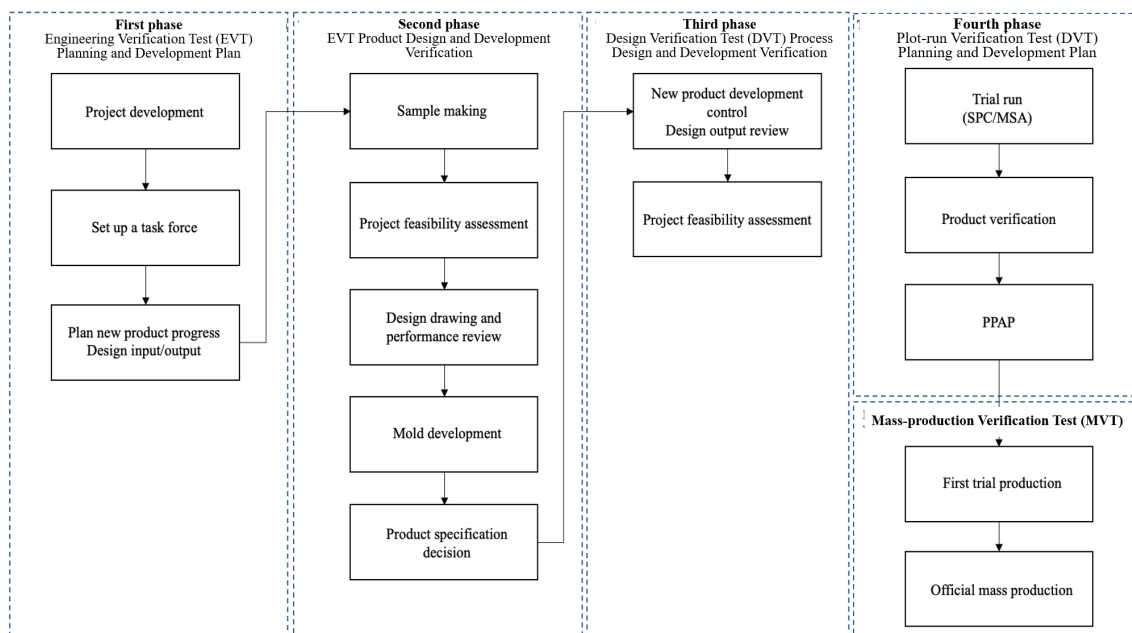 First phase
Engineering Verification Test (EVT)
Planning and Development Plan
Project development
Set up a task force
Plan new product progress
Design input/output
Second phase
EVT Product Design and Development
Verification
Sample making
Project feasibility assessment
Design drawing and
performance review
Mold development
Product specification
decision
Third phase
Design Verification Test (DVT) Process
Design and Development Verification
New product development
control
Design output review
Project feasibility assessment
Fourth phase
Plot-run Verification Test (DVT)
Planning and Development Plan
Trial run
(SPC/MSA)
Product verification
PPAP
Mass-production Verification Test (MVT)
First trial production
Official mass production